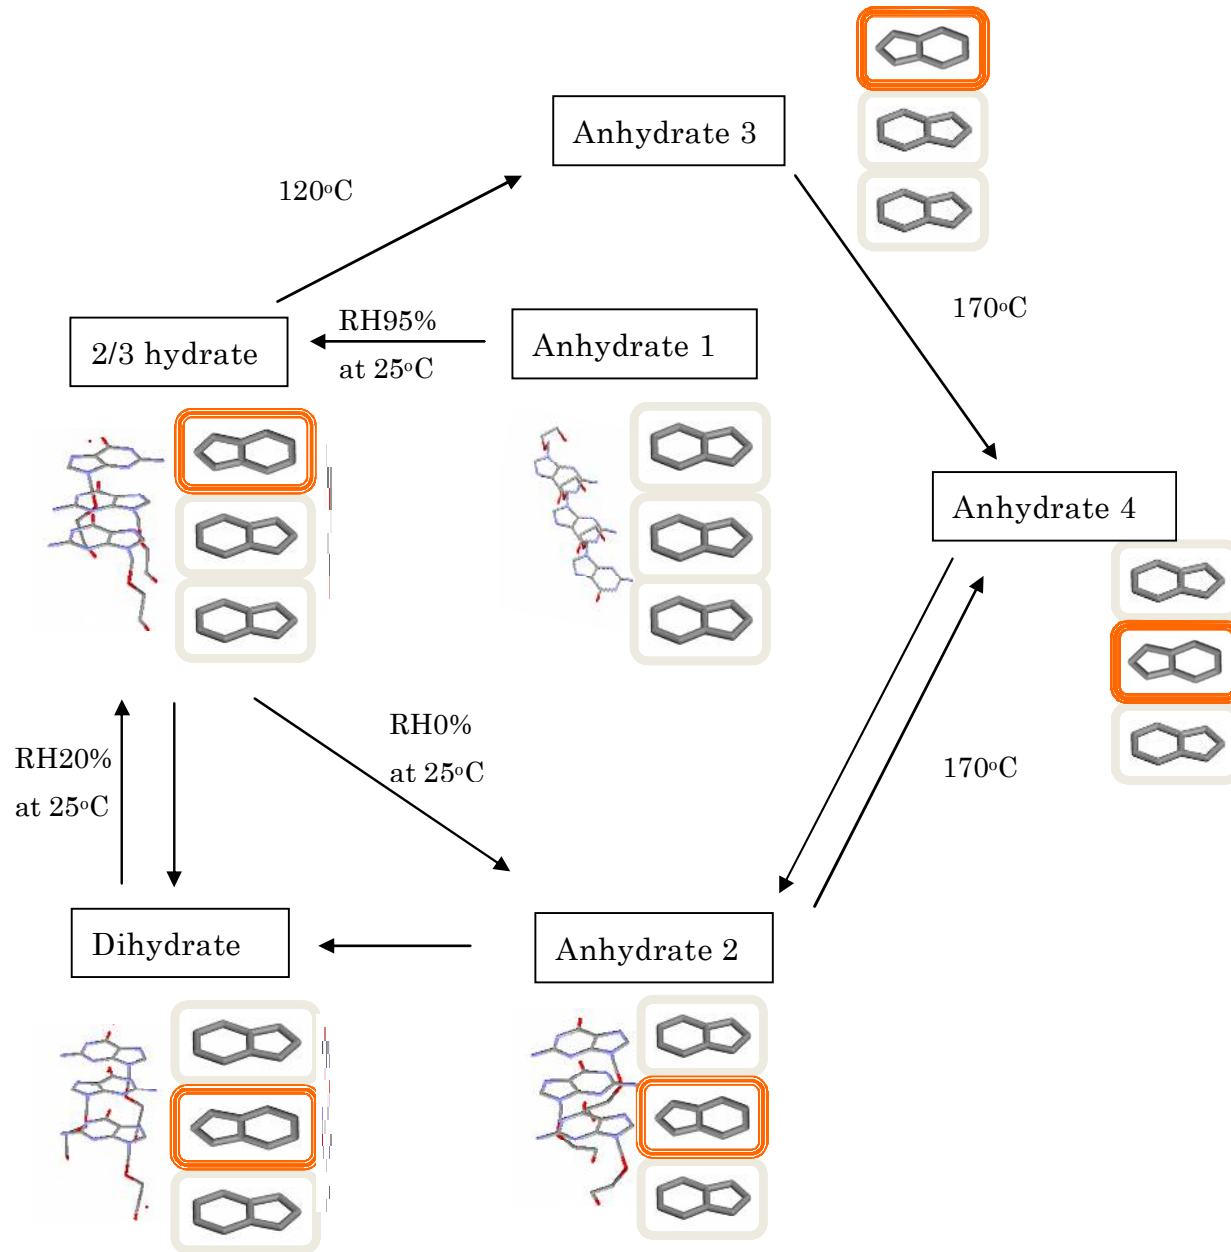 Anhydrate 3
120°C
170°C
2/3 hydrate
RH95%
at 25°C
Anhydrate 1
Anhydrate 4
RH20%
at 25°C
RH0%
at 25°C
170°C
Dihydrate
Anhydrate 2